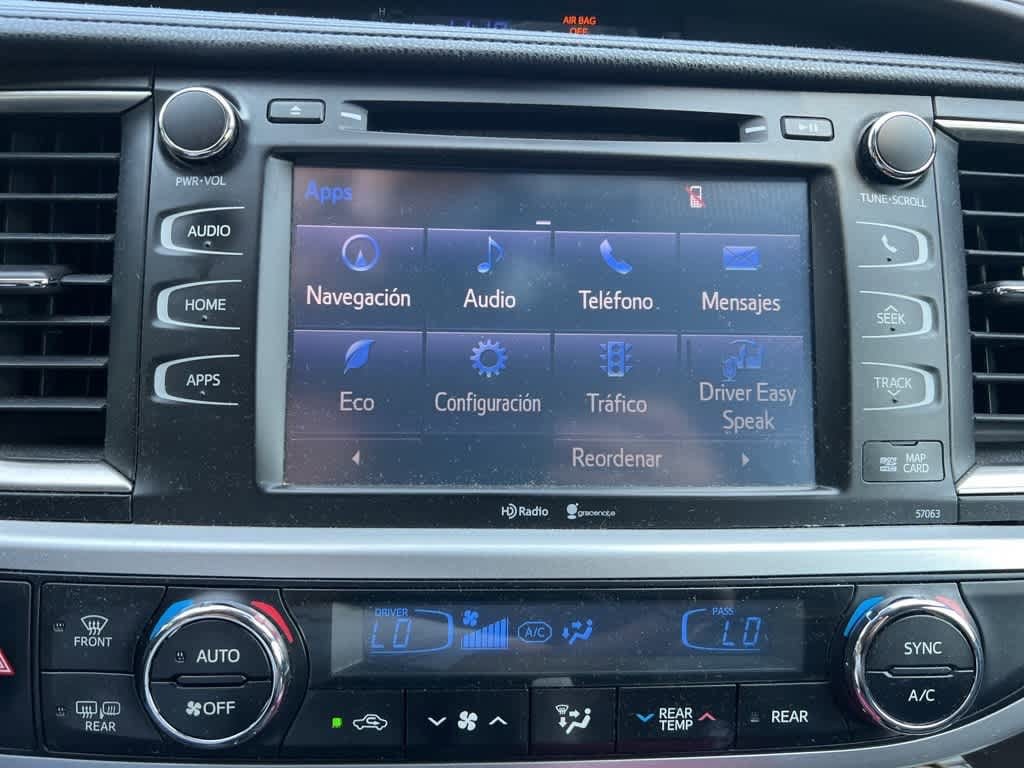 AIR BAG
OFF
PWR•VOL
TUNE•SCROLL
AUDIO
HOME
APPS
Apps
Navegación
Audio
Teléfono
Mensajes
Eco
Configuración
Tráfico
Driver Easy
Speak
Reordenar
SEEK
TRACK
MAP
CARD
HD Radio
gracenote
57063
FRONT
REAR
AUTO
OFF
DRIVER
LO
A/C
PASS
LO
REAR
TEMP
REAR
SYNC
A/C